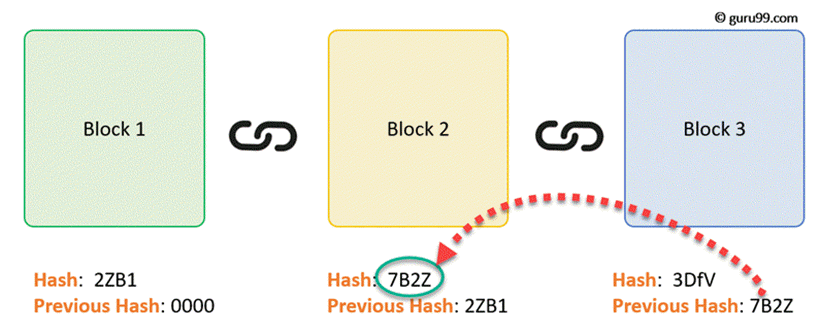 © guru99.com
Block 1
Block 2
Block 3
Hash: 2ZB1
Previous Hash: 0000
Hash: 7B2Z
Previous Hash: 2ZB1
Hash: 3DfV
Previous Hash: 7B2Z